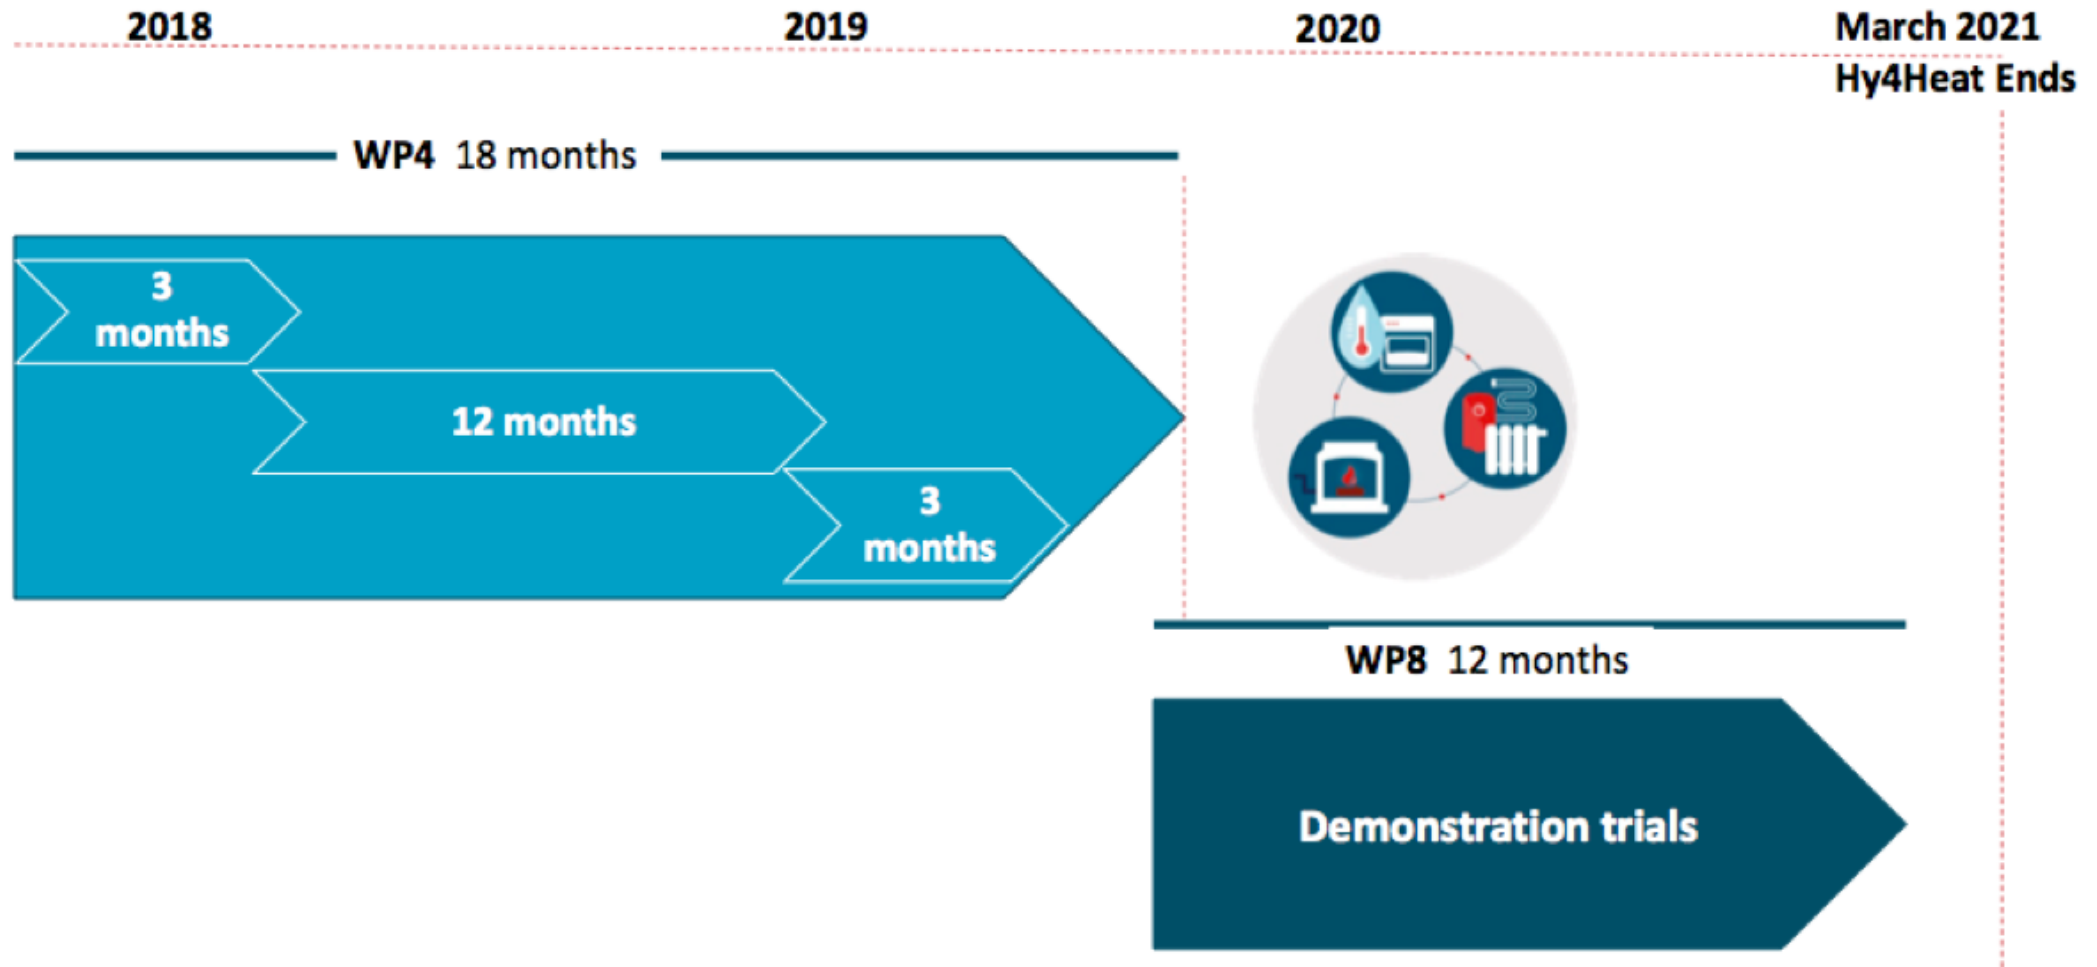 2018 2019 2020 March 2021
Hy4Heat Ends
WP4 18 months
3
months
12 months
3
months
WP8 12 months
Demonstration trials